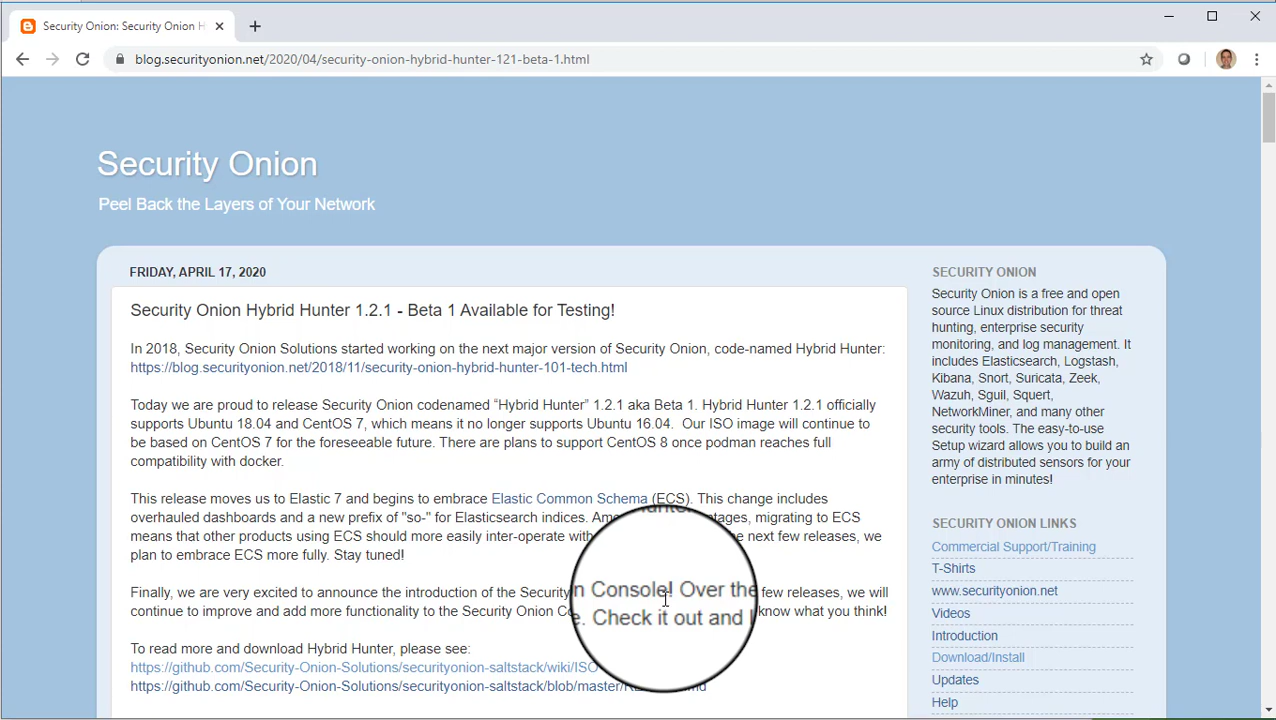 Security Onion: Security Onion H
blog.securityonion.net/2020/04/security-onion-hybrid-hunter-121-beta-1.html
Security Onion
Peel Back the Layers of Your Network
FRIDAY, APRIL 17, 2020
Security Onion Hybrid Hunter 1.2.1 - Beta 1 Available for Testing!
In 2018, Security Onion Solutions started working on the next major version of Security Onion, code-named Hybrid Hunter:
https://blog.securityonion.net/2018/11/security-onion-hybrid-hunter-101-tech.html
Today we are proud to release Security Onion codenamed “Hybrid Hunter” 1.2.1 aka Beta 1. Hybrid Hunter 1.2.1 officially
supports Ubuntu 18.04 and CentOS 7, which means it no longer supports Ubuntu 16.04.  Our ISO image will continue to
be based on CentOS 7 for the foreseeable future. There are plans to support CentOS 8 once podman reaches full
compatibility with docker.
This release moves us to Elastic 7 and begins to embrace Elastic Common Schema (ECS). This change includes
overhauled dashboards and a new prefix of "so-" for Elasticsearch indices. migrating to ECS
means that other products using ECS should more easily inter-operate next few releases, we
plan to embrace ECS more fully. Stay tuned!
Finally, we are very excited to announce the introduction of the Security n Console! Over the few releases, we will
continue to improve and add more functionality to the Security Onion Co e. Check it out and l know what you think!
To read more and download Hybrid Hunter, please see:
https://github.com/Security-Onion-Solutions/securityonion-saltstack/wiki/ISO
https://github.com/Security-Onion-Solutions/securityonion-saltstack/blob/master/
SECURITY ONION
Security Onion is a free and open
source Linux distribution for threat
hunting, enterprise security
monitoring, and log management. It
includes Elasticsearch, Logstash,
Kibana, Snort, Suricata, Zeek,
Wazuh, Sguil, Squert,
NetworkMiner, and many other
security tools. The easy-to-use
Setup wizard allows you to build an
army of distributed sensors for your
enterprise in minutes!
SECURITY ONION LINKS
Commercial Support/Training
T-Shirts
www.securityonion.net
Videos
Introduction
Download/Install
Updates
Help